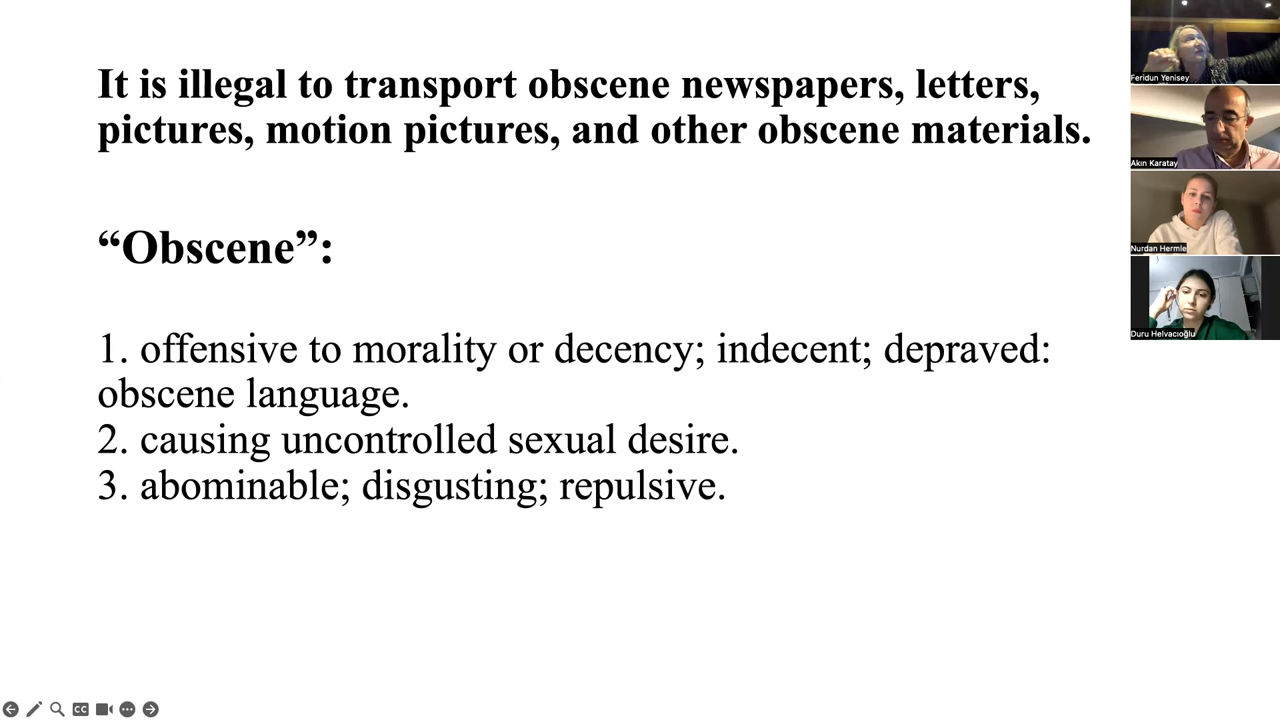 It is illegal to transport obscene newspapers, letters,
pictures, motion pictures, and other obscene materials.
“Obscene”:
1. offensive to morality or decency; indecent; depraved:
obscene language.
2. causing uncontrolled sexual desire.
3. abominable; disgusting; repulsive.
Feridun Yenisey
Akın Karatay
Nurdan Hermle
Duru Helvacıoğlu
CC